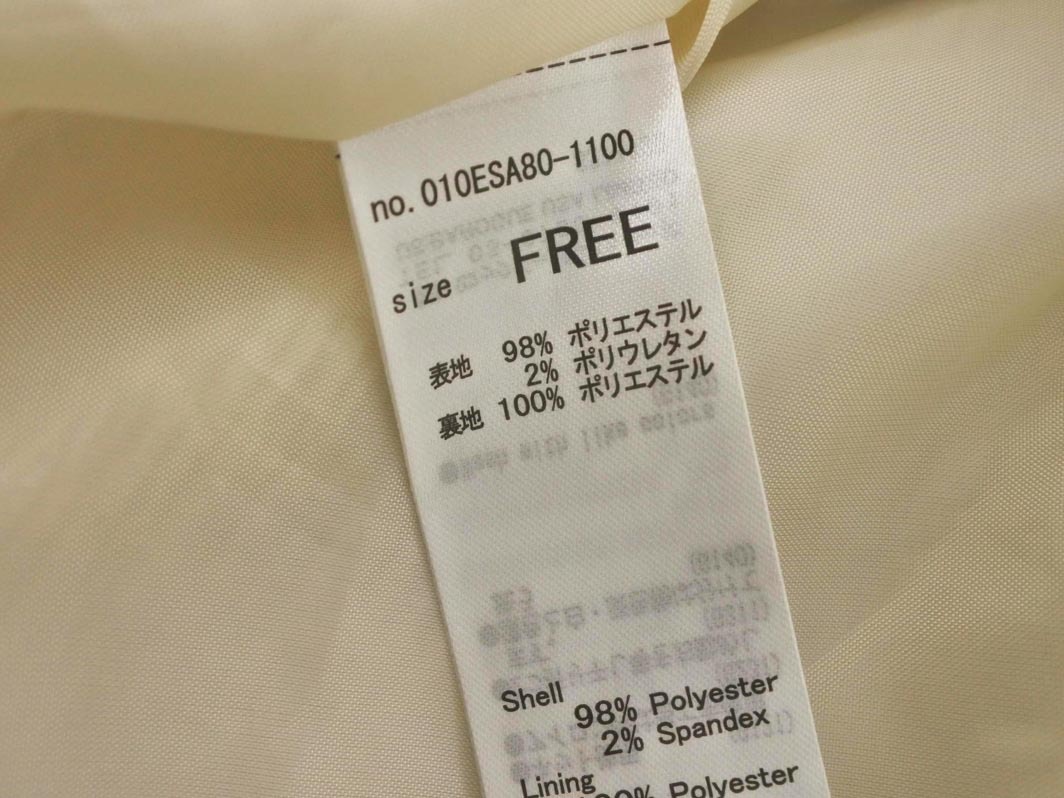 no. 010ESA80-1100
size FREE
表地 98% ポリエステル
2% ポリウレタン
裏地 100% ポリエステル
Shell
98% Polyester
2% Spandex
Lining
100% Polyester